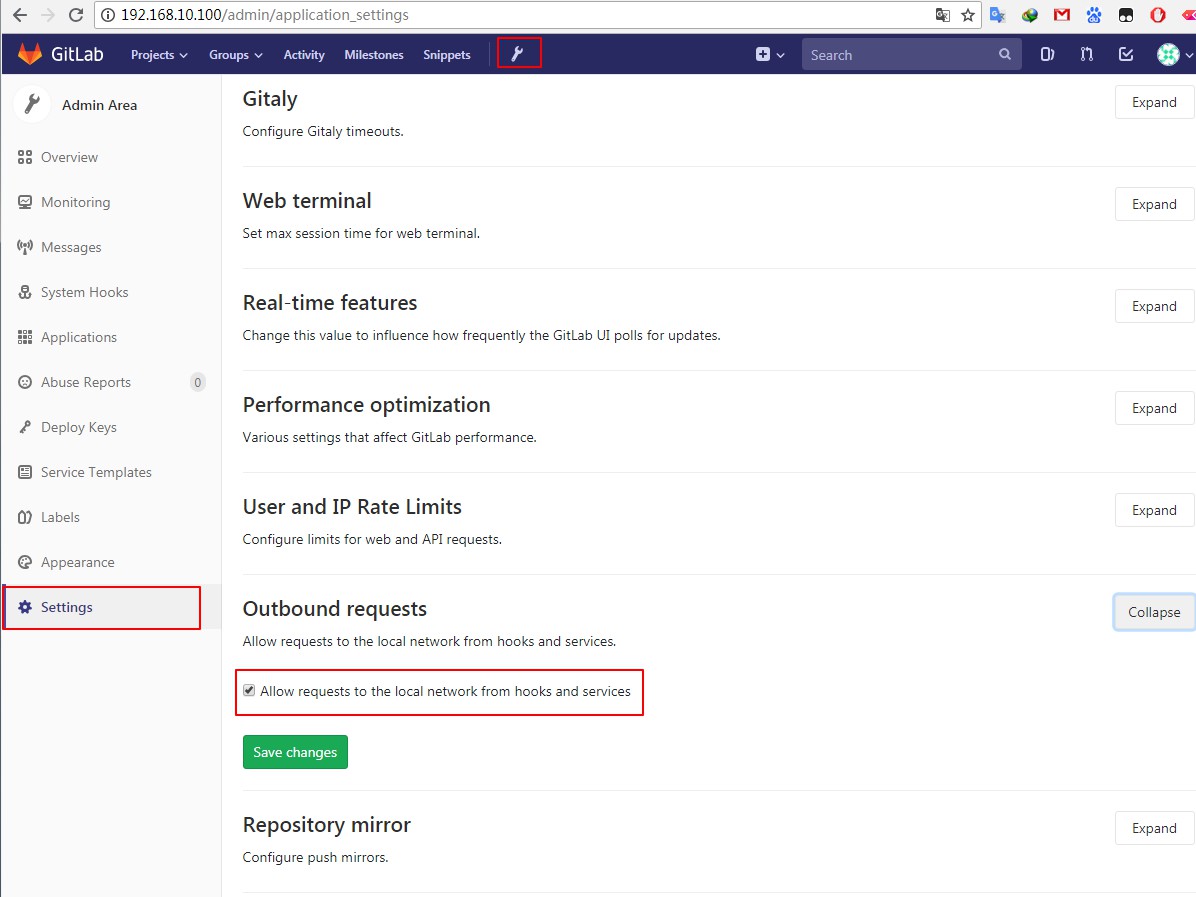 192.168.10.100/admin/application_settings
GitLab Projects Groups Activity Milestones Snippets Search
Admin Area
Overview
Monitoring
Messages
System Hooks
Applications
Abuse Reports 0
Deploy Keys
Service Templates
Labels
Appearance
Settings
Gitaly
Expand
Configure Gitaly timeouts.
Web terminal
Expand
Set max session time for web terminal.
Real-time features
Expand
Change this value to influence how frequently the GitLab UI polls for updates.
Performance optimization
Expand
Various settings that affect GitLab performance.
User and IP Rate Limits
Expand
Configure limits for web and API requests.
Outbound requests
Collapse
Allow requests to the local network from hooks and services.
Allow requests to the local network from hooks and services
Save changes
Repository mirror
Expand
Configure push mirrors.